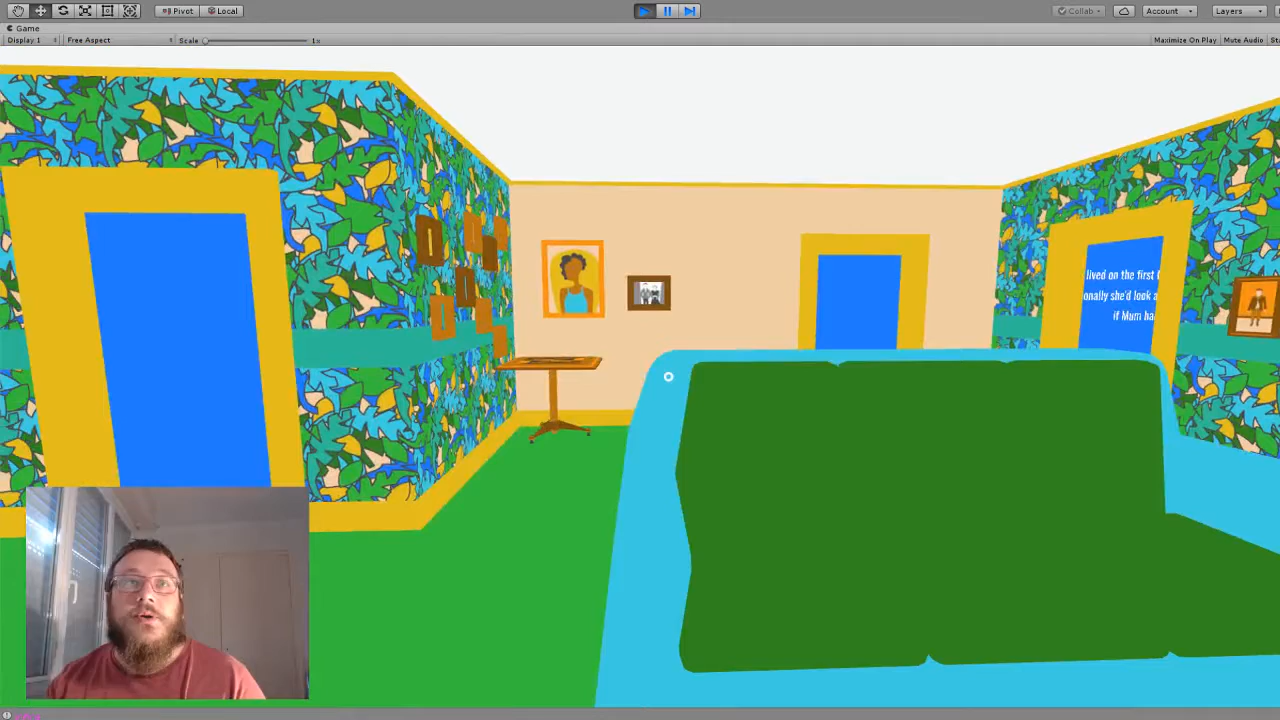 Pivot Local Collab Account Layers
Game
Display 1 Free Aspect Scale 1x Maximize On Play Mute Audio Sta
lived on the first
onally she'd look a
if Mum ha